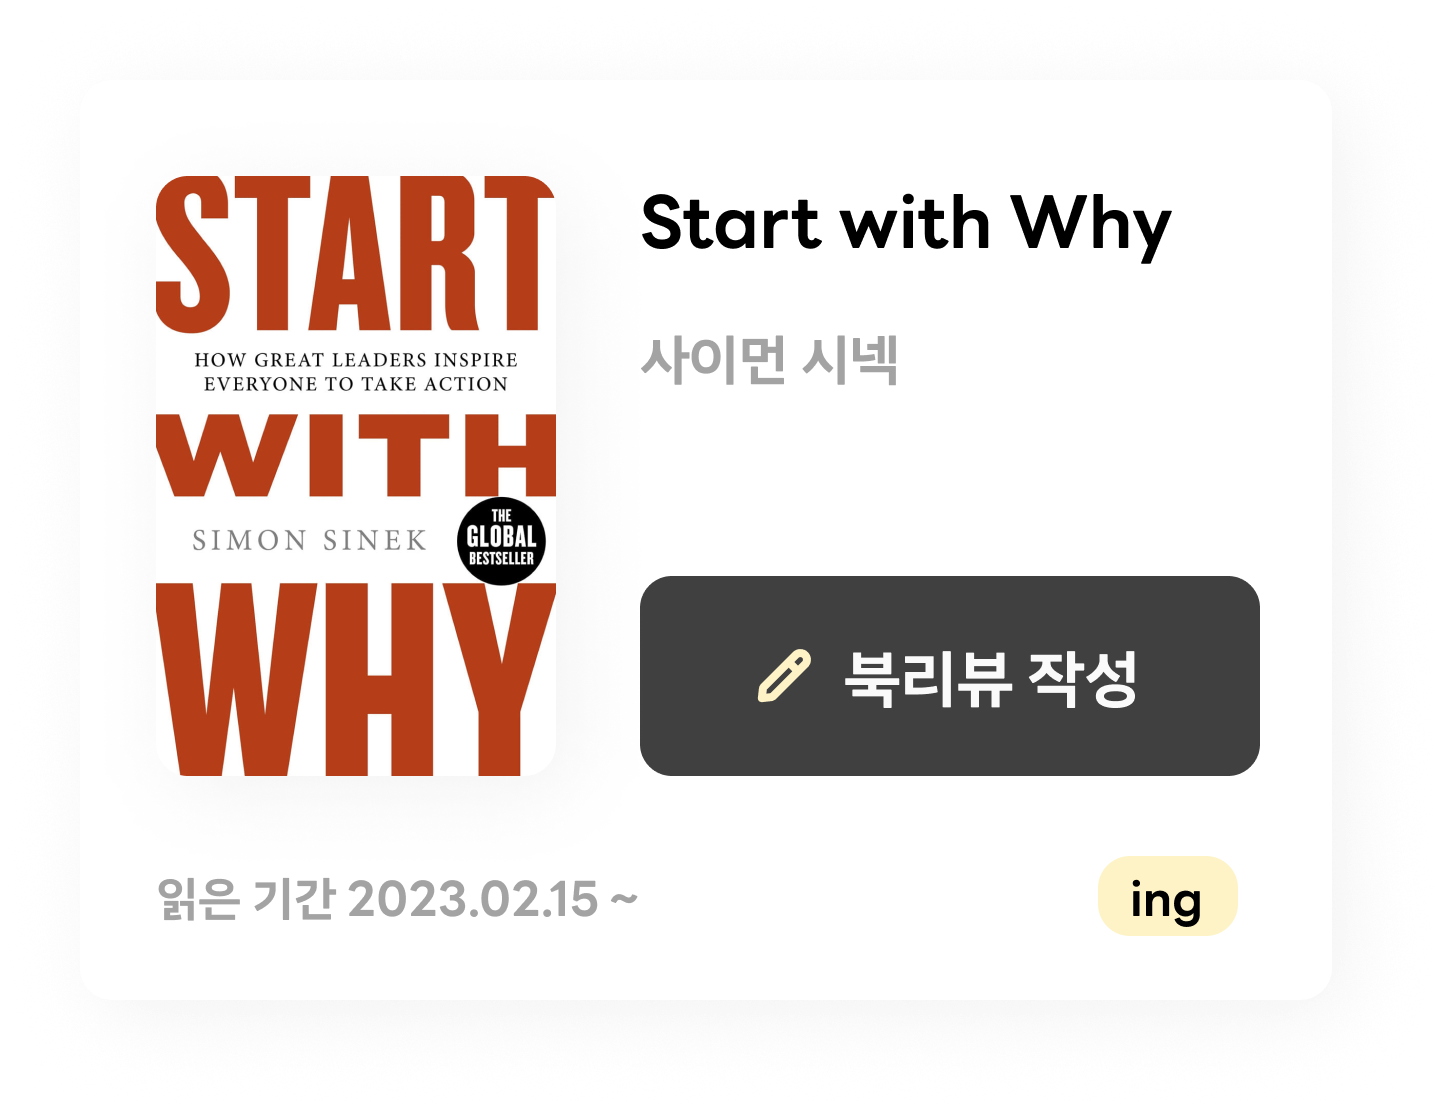 START
HOW GREAT LEADERS INSPIRE
EVERYONE TO TAKE ACTION
WITH
SIMON SINEK
THE
GLOBAL
BESTSELLER
WHY
Start with Why
사이먼 시넥
북리뷰 작성
읽은 기간 2023.02.15 ~
ing